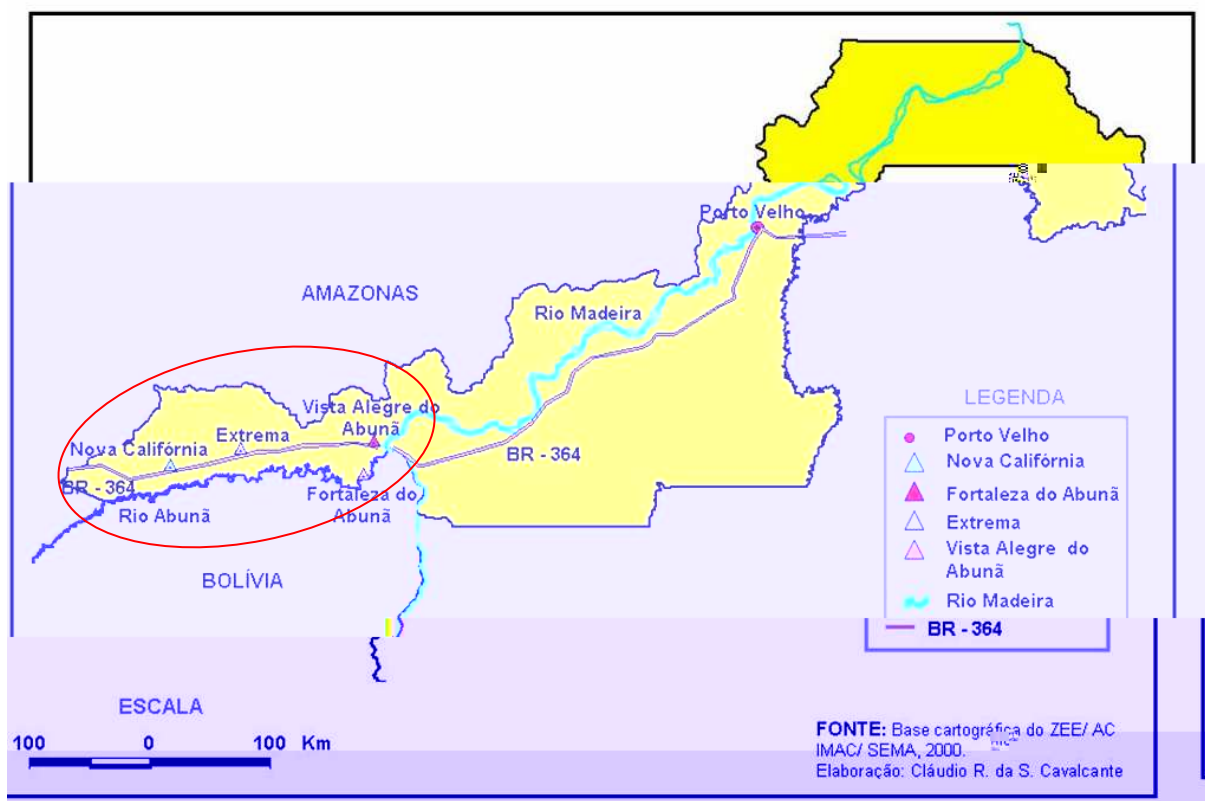 Porto Velho
AMAZONAS
Rio Madeira
Vista Alegre do
Abunã
Extrema
Nova Califórnia
BR - 364
BR - 364
Fortaleza do
Abunã
Rio Abunã
BOLÍVIA
LEGENDA
Porto Velho
Nova Califórnia
Fortaleza do Abunã
Extrema
Vista Alegre do
Abunã
Rio Madeira
BR - 364
ESCALA
100 0 100 Km
FONTE: Base cartográfica do ZEE/ AC
IMAC/ SEMA, 2000.
Elaboração: Cláudio R. da S. Cavalcante